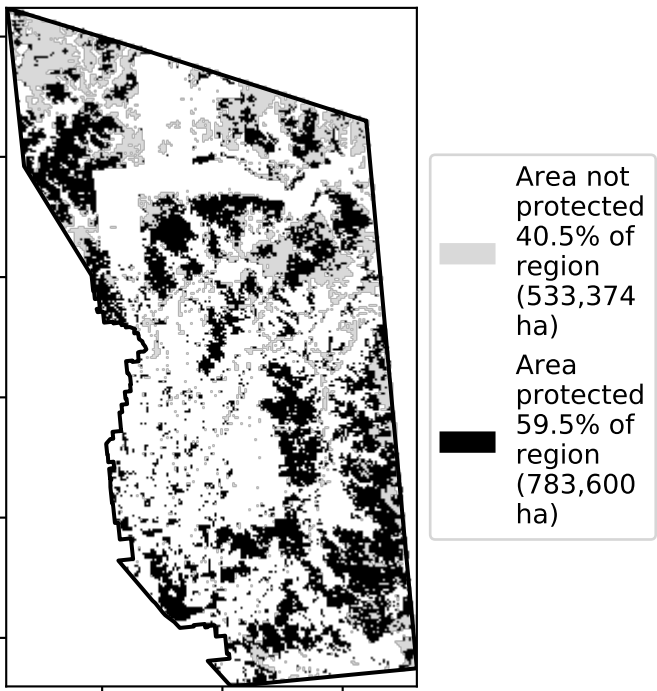 Area not
protected
40.5% of
region
(533,374
ha)
Area
protected
59.5% of
region
(783,600
ha)